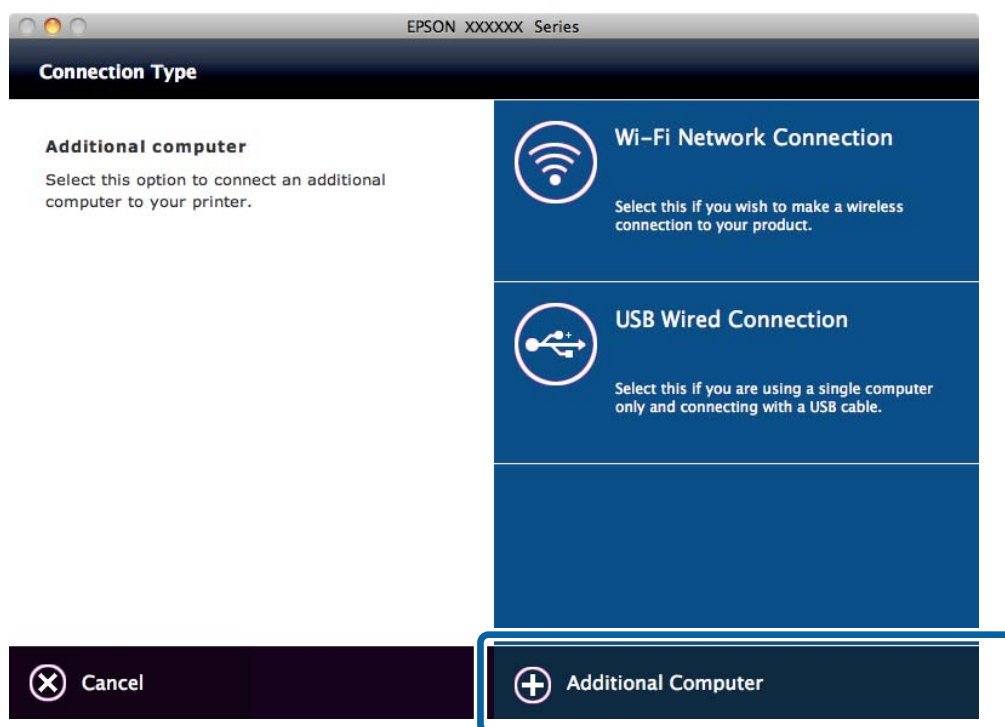 EPSON XXXXXX Series
Connection Type
Additional computer
Select this option to connect an additional
computer to your printer.
Wi-Fi Network Connection
Select this if you wish to make a wireless
connection to your product.
USB Wired Connection
Select this if you are using a single computer
only and connecting with a USB cable.
Cancel
Additional Computer